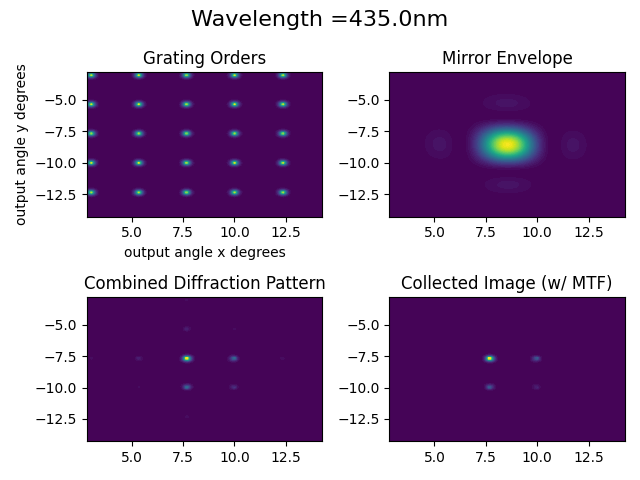 Wavelength =435.0nm
Grating Orders
Mirror Envelope
output angle y degrees
−5.0
−7.5
−10.0
−12.5
5.0 7.5 10.0 12.5
output angle x degrees
−5.0
−7.5
−10.0
−12.5
5.0 7.5 10.0 12.5
Combined Diffraction Pattern
Collected Image (w/ MTF)
−5.0
−7.5
−10.0
−12.5
5.0 7.5 10.0 12.5
−5.0
−7.5
−10.0
−12.5
5.0 7.5 10.0 12.5